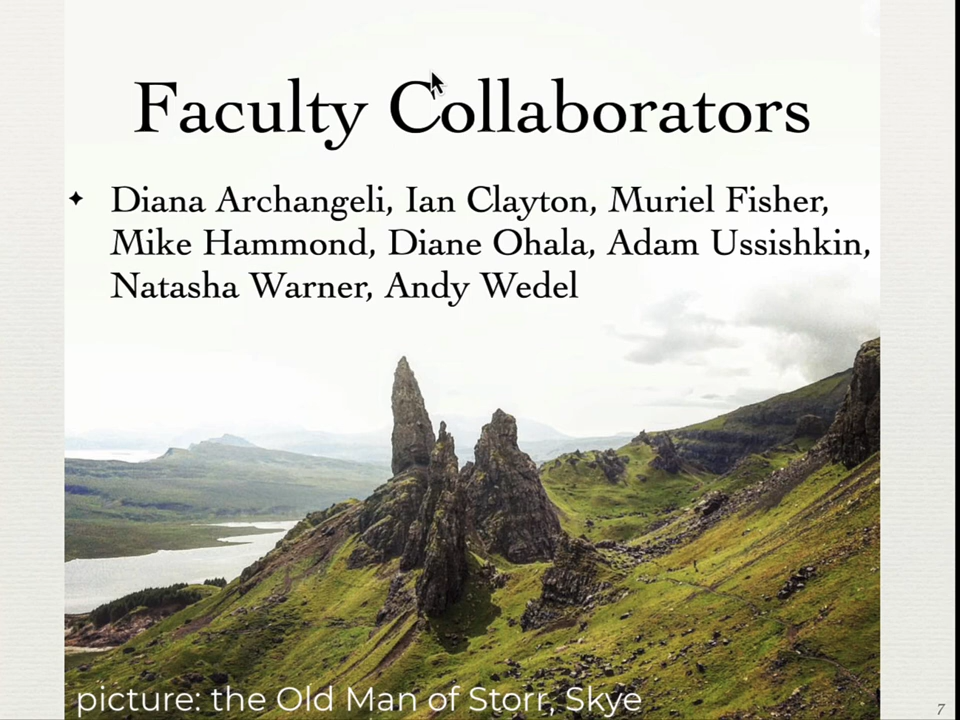 Faculty Collaborators
✦ Diana Archangeli, Ian Clayton, Muriel Fisher,
Mike Hammond, Diane Ohala, Adam Ussishkin,
Natasha Warner, Andy Wedel
picture: the Old Man of Storr, Skye
7